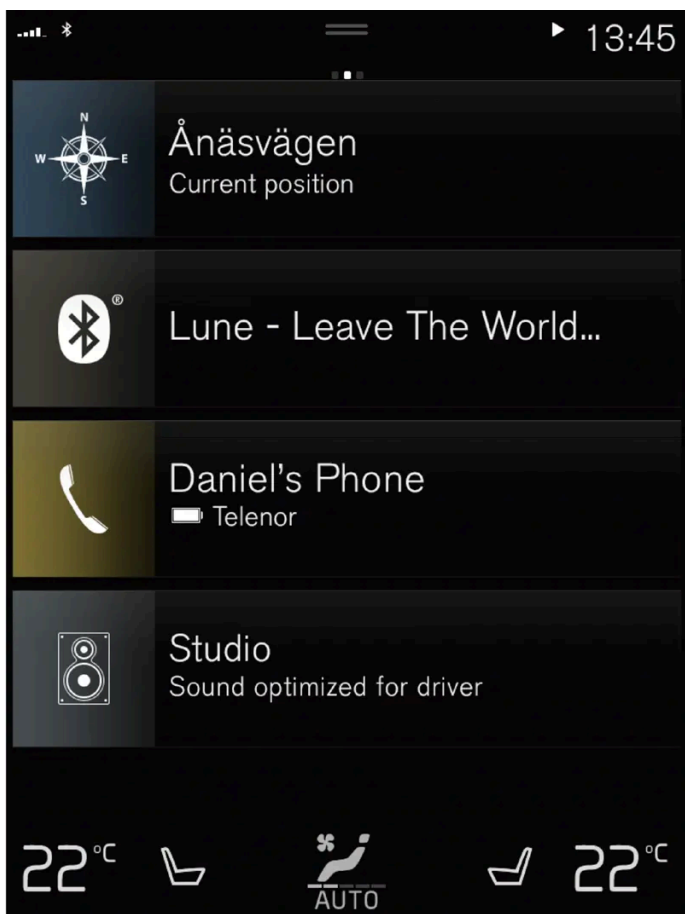 13:45
N
W E
S
Ånäsvägen
Current position
®
Lune - Leave The World...
Daniel's Phone
Telenor
Studio
Sound optimized for driver
22°C 22°C
AUTO